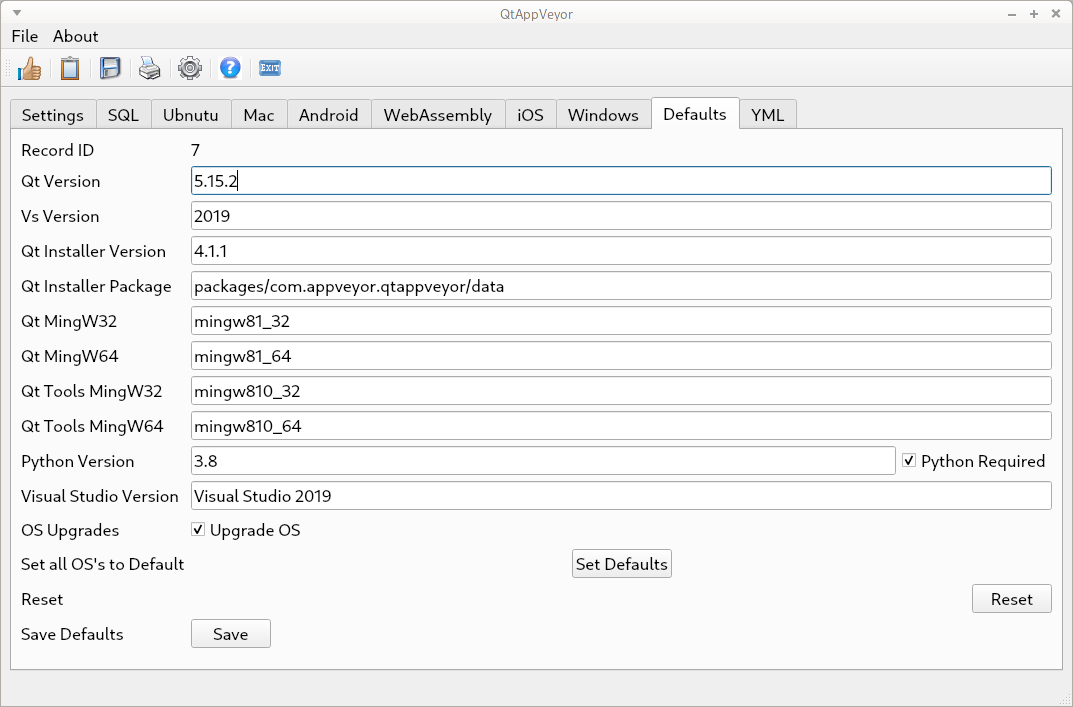 QtAppVeyor
File About
EXIT
Settings SQL Ubnutu Mac Android WebAssembly iOS Windows Defaults YML
Record ID 7
Qt Version 5.15.2
Vs Version 2019
Qt Installer Version 4.1.1
Qt Installer Package packages/com.appveyor.qtappveyor/data
Qt MingW32 mingw81_32
Qt MingW64 mingw81_64
Qt Tools MingW32 mingw810_32
Qt Tools MingW64 mingw810_64
Python Version 3.8 Python Required
Visual Studio Version Visual Studio 2019
OS Upgrades Upgrade OS
Set all OS's to Default Set Defaults
Reset Reset
Save Defaults Save